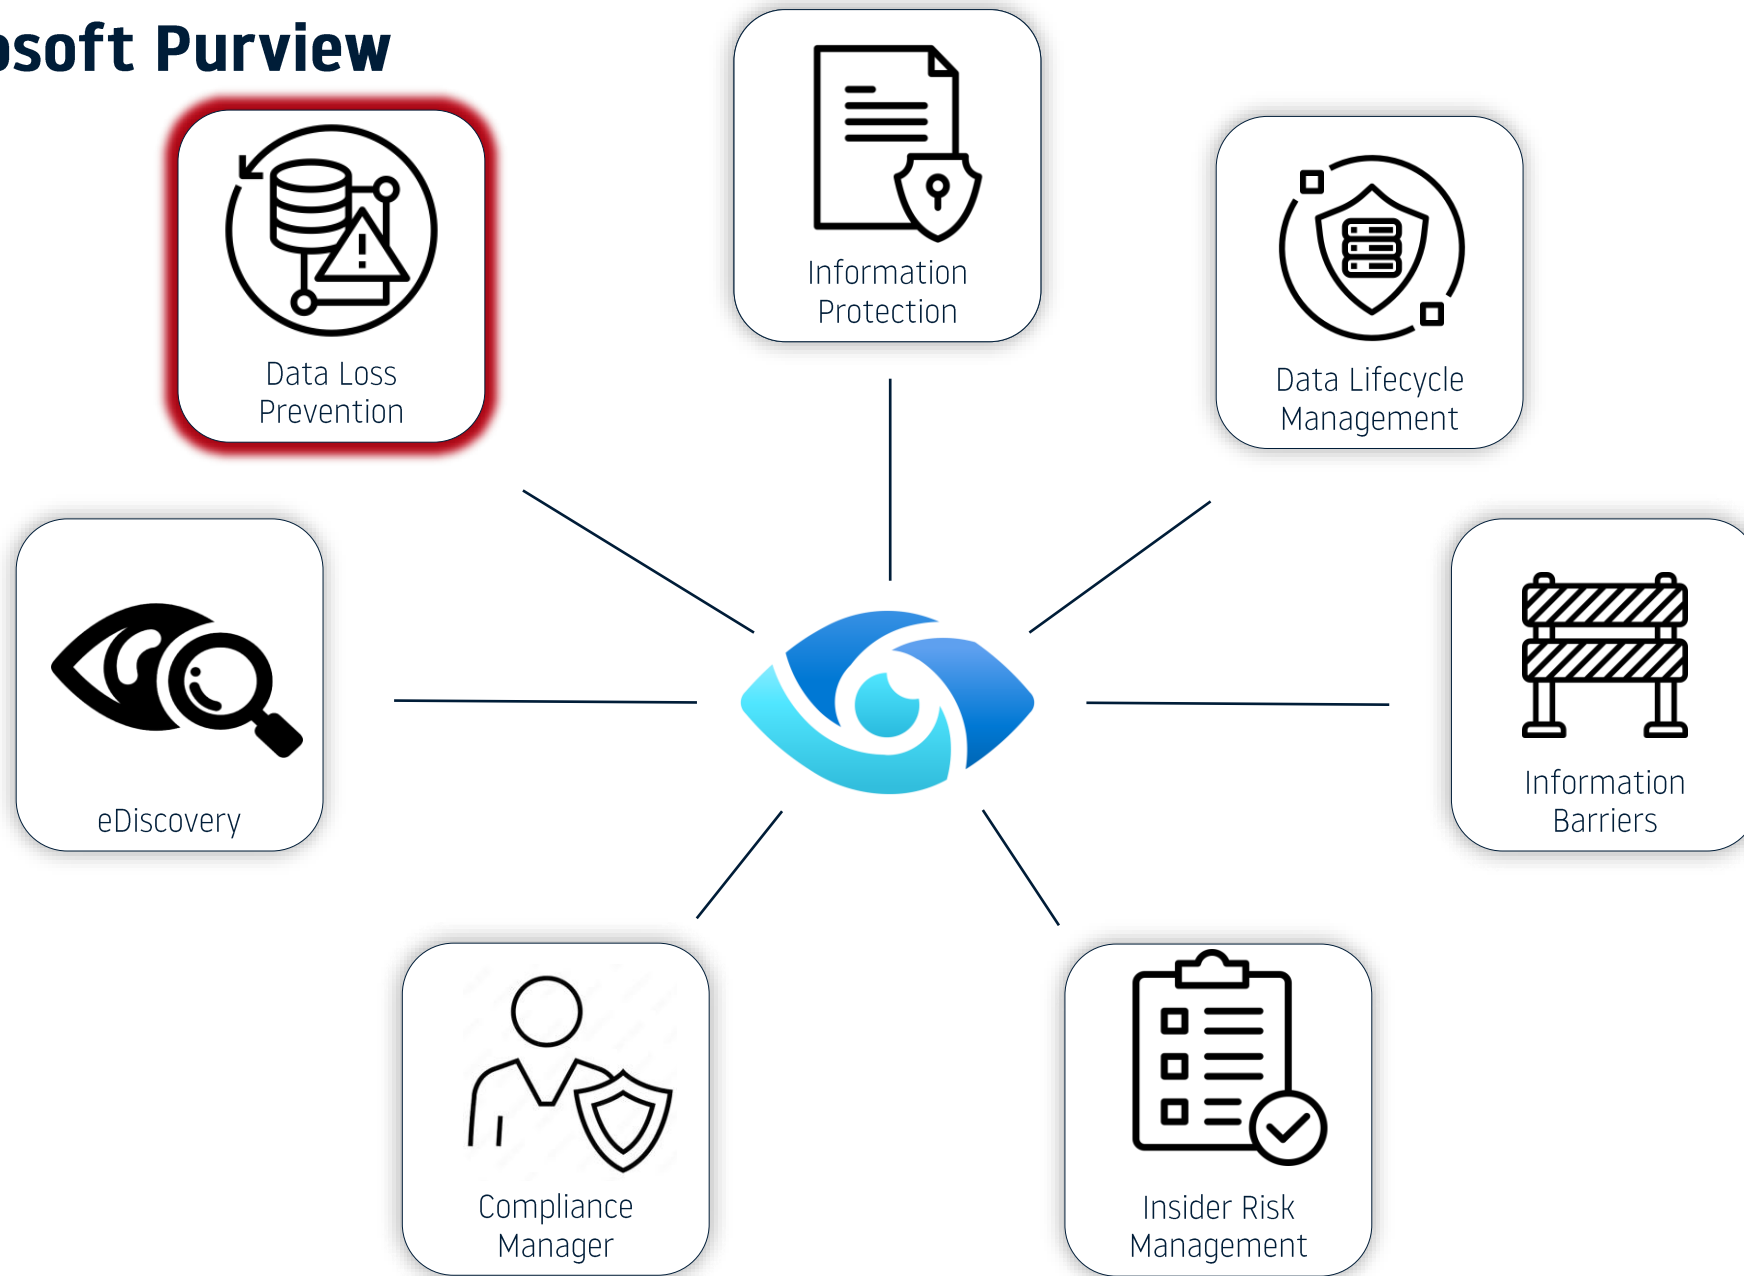 osoft Purview
Information
Protection
Data Loss
Prevention
Data Lifecycle
Management
eDiscovery
Information
Barriers
Compliance
Manager
Insider Risk
Management